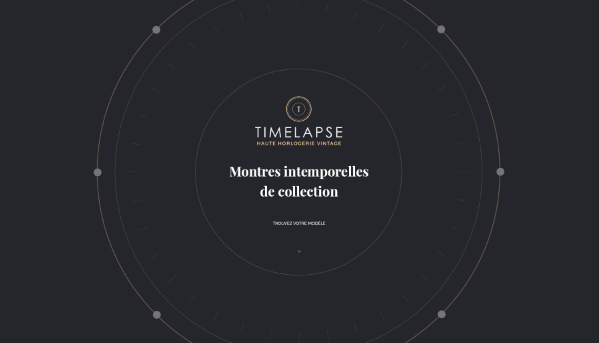 T
TIMELAPSE
HAUTE HORLOGERIE VINTAGE
Montres intemporelles
de collection
TROUVEZ VOTRE MODÈLE